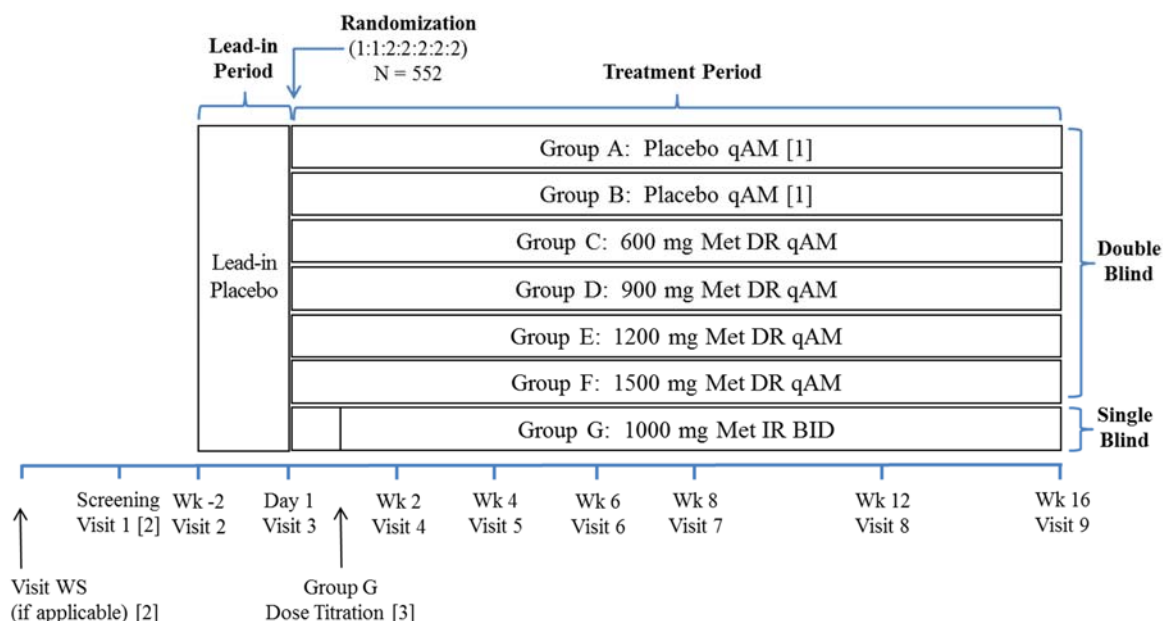 Randomization
(1:1:2:2:2:2:2)
N = 552
Lead-in
Period
Treatment Period
Lead-in
Placebo
Group A: Placebo qAM [1]
Group B: Placebo qAM [1]
Group C: 600 mg Met DR qAM
Group D: 900 mg Met DR qAM
Group E: 1200 mg Met DR qAM
Group F: 1500 mg Met DR qAM
Group G: 1000 mg Met IR BID
Double
Blind
Single
Blind
Screening
Visit 1 [2]
Wk -2
Visit 2
Day 1
Visit 3
Wk 2
Visit 4
Wk 4
Visit 5
Wk 6
Visit 6
Wk 8
Visit 7
Wk 12
Visit 8
Wk 16
Visit 9
Visit WS
(if applicable) [2]
Group G
Dose Titration [3]